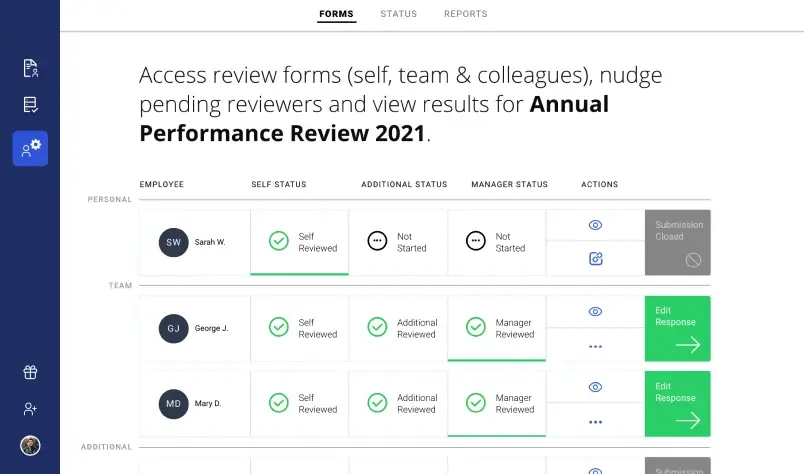 FORMS STATUS REPORTS
Access review forms (self, team & colleagues), nudge
pending reviewers and view results for Annual
Performance Review 2021.
EMPLOYEE SELF STATUS ADDITIONAL STATUS MANAGER STATUS ACTIONS
PERSONAL
SW Sarah W. Self Reviewed Not Started Not Started Submission Closed
TEAM
GJ George J. Self Reviewed Additional Reviewed Manager Reviewed Edit Response
MD Mary D. Self Reviewed Additional Reviewed Manager Reviewed Edit Response
ADDITIONAL
Submission